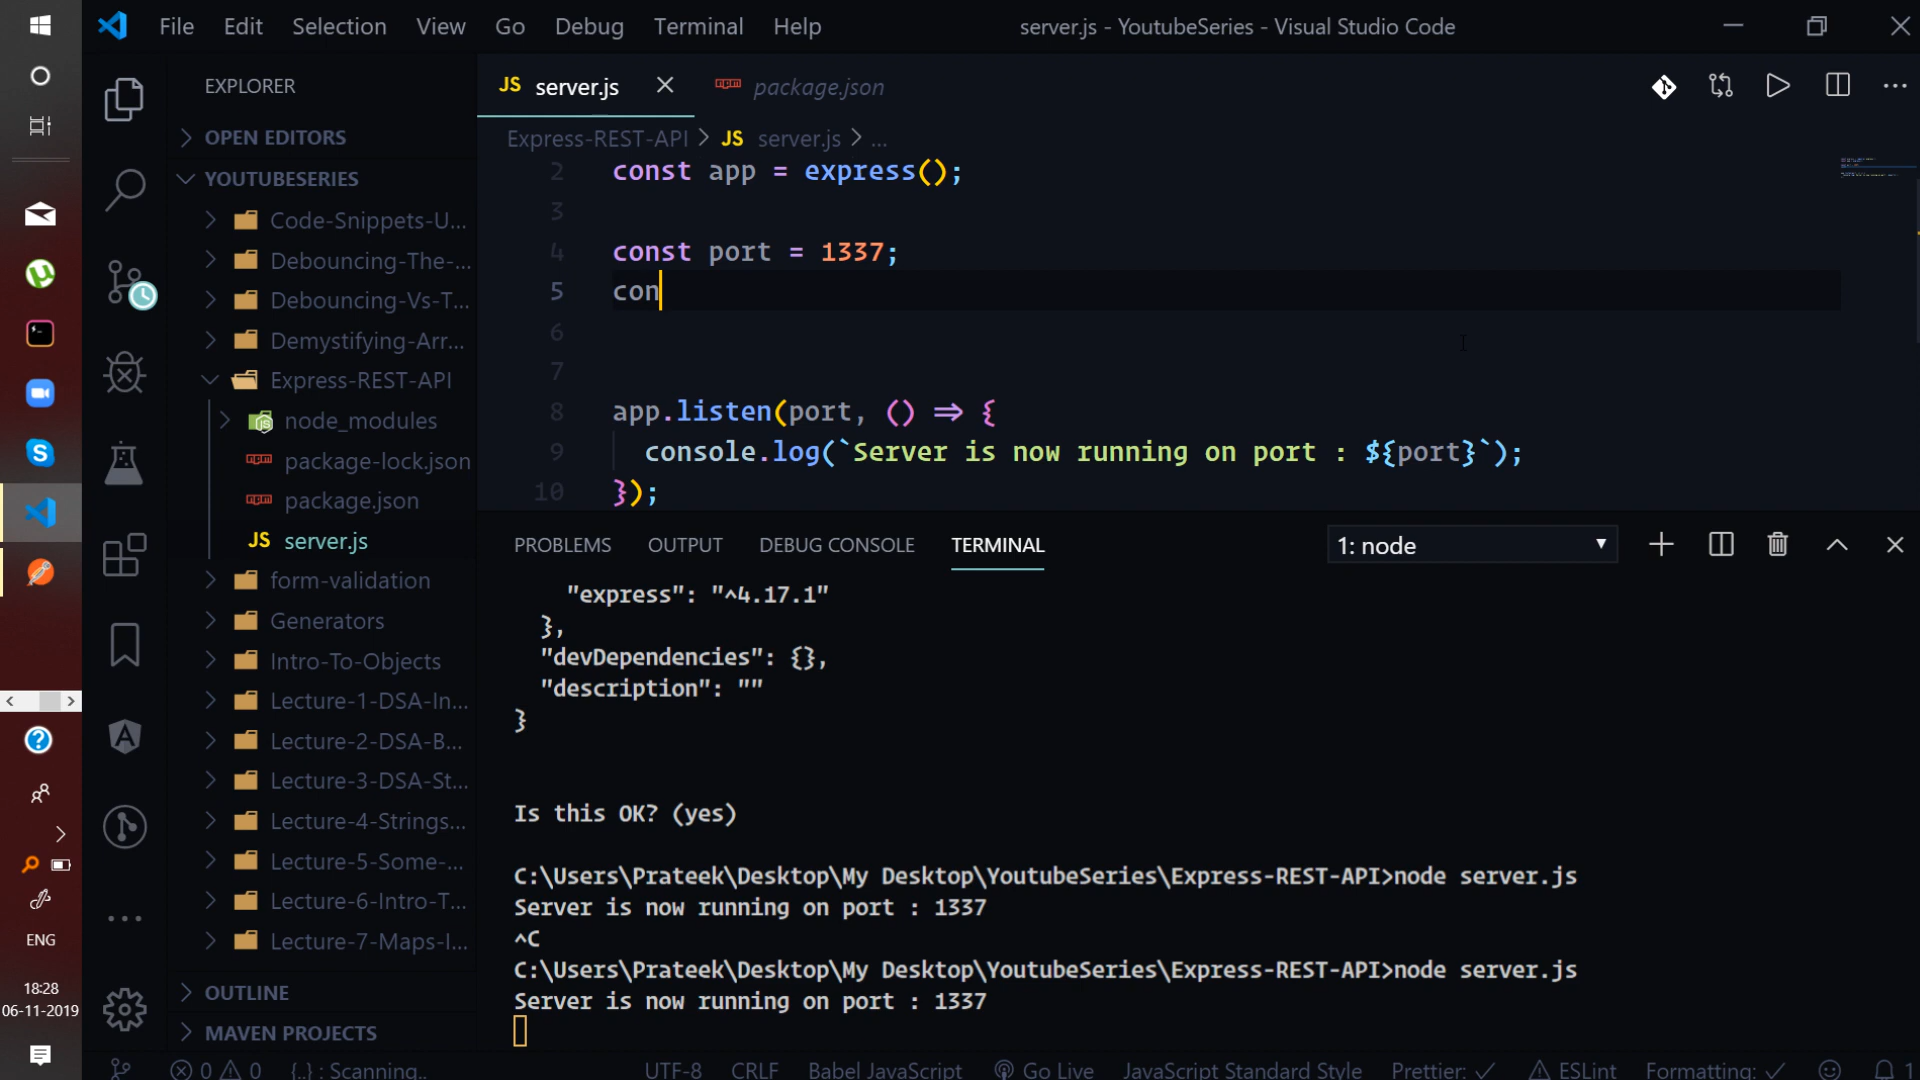 File Edit Selection View Go Debug Terminal Help
server.js - YoutubeSeries - Visual Studio Code
EXPLORER
OPEN EDITORS
YOUTUBESERIES
Code-Snippets-U...
Debouncing-The-...
Debouncing-Vs-T...
Demystifying-Arr...
Express-REST-API
node_modules
package-lock.json
package.json
JS server.js
form-validation
Generators
Intro-To-Objects
Lecture-1-DSA-In...
Lecture-2-DSA-B...
Lecture-3-DSA-St...
Lecture-4-Strings...
Lecture-5-Some-...
Lecture-6-Intro-T...
Lecture-7-Maps-I...
OUTLINE
MAVEN PROJECTS
JS server.js
package.json
Express-REST-API > JS server.js > ...
2 const app = express();
3
4 const port = 1337;
5 con
6
7
8 app.listen(port, () => {
9 console.log(`Server is now running on port : ${port}`);
10 });
PROBLEMS OUTPUT DEBUG CONSOLE TERMINAL
1: node
"express": "^4.17.1"
},
"devDependencies": {},
"description": ""
}
Is this OK? (yes)
C:\Users\Prateek\Desktop\My Desktop\YoutubeSeries\Express-REST-API>node server.js
Server is now running on port : 1337
^C
C:\Users\Prateek\Desktop\My Desktop\YoutubeSeries\Express-REST-API>node server.js
Server is now running on port : 1337
ENG
18:28
06-11-2019
0 0 {..} : Scanning..
UTF-8 CRLF Babel JavaScript Go Live JavaScript Standard Style Prettier: ✓ ESLint Formatting: ✓ 1